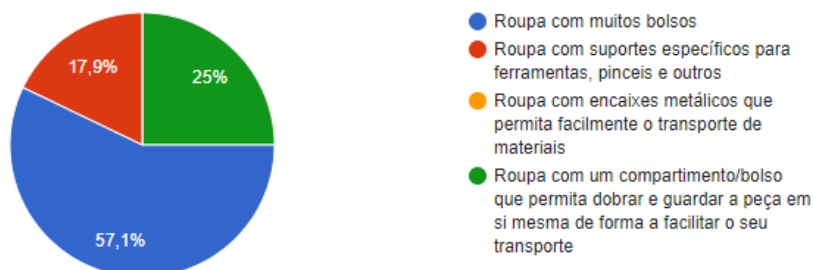 17,9%
25%
57,1%
Roupa com muitos bolsos
Roupa com suportes específicos para
ferramentas, pinceis e outros
Roupa com encaixes metálicos que
permita facilmente o transporte de
materiais
Roupa com um compartimento/bolso
que permita dobrar e guardar a peça em
si mesma de forma a facilitar o seu
transporte